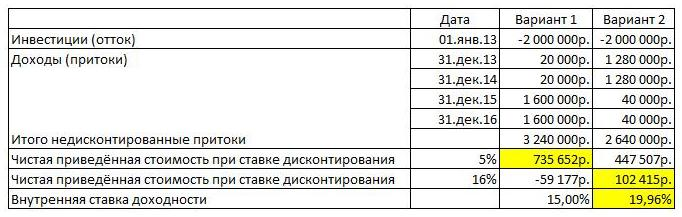 Дата Вариант 1 Вариант 2
Инвестиции (отток) 01.янв.13 -2 000 000р. -2 000 000р.
Доходы (притоки) 31.дек.13 20 000р. 1 280 000р.
31.дек.14 20 000р. 1 280 000р.
31.дек.15 1 600 000р. 40 000р.
31.дек.16 1 600 000р. 40 000р.
Итого недисконтированные притоки 3 240 000р. 2 640 000р.
Чистая приведённая стоимость при ставке дисконтирования 5% 735 652р. 447 507р.
Чистая приведённая стоимость при ставке дисконтирования 16% -59 177р. 102 415р.
Внутренняя ставка доходности 15,00% 19,96%